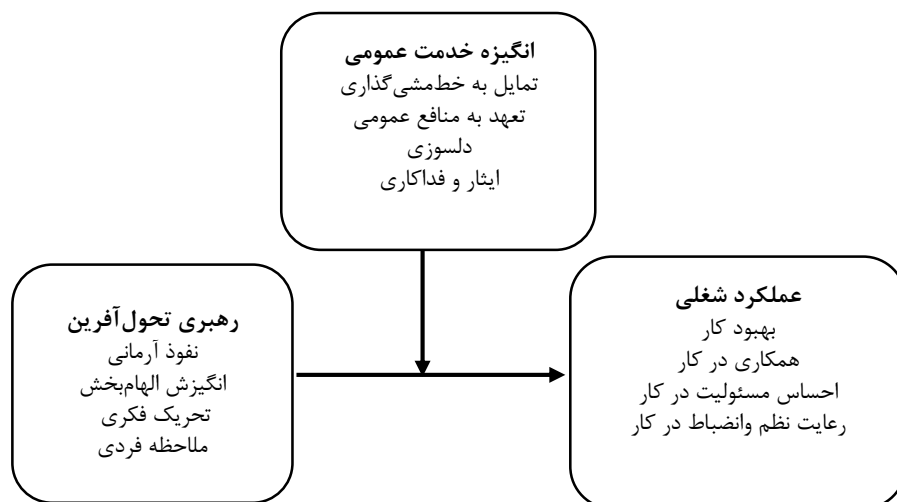 انگیزه خدمت عمومی
تمایل به خط‌مشی‌گذاری
تعهد به منافع عمومی
دلسوزی
ایثار و فداکاری
رهبری تحول‌آفرین
نفوذ آرمانی
انگیزش الهام‌بخش
تحریک فکری
ملاحظه فردی
عملکرد شغلی
بهبود کار
همکاری در کار
احساس مسئولیت در کار
رعایت نظم وانضباط در کار